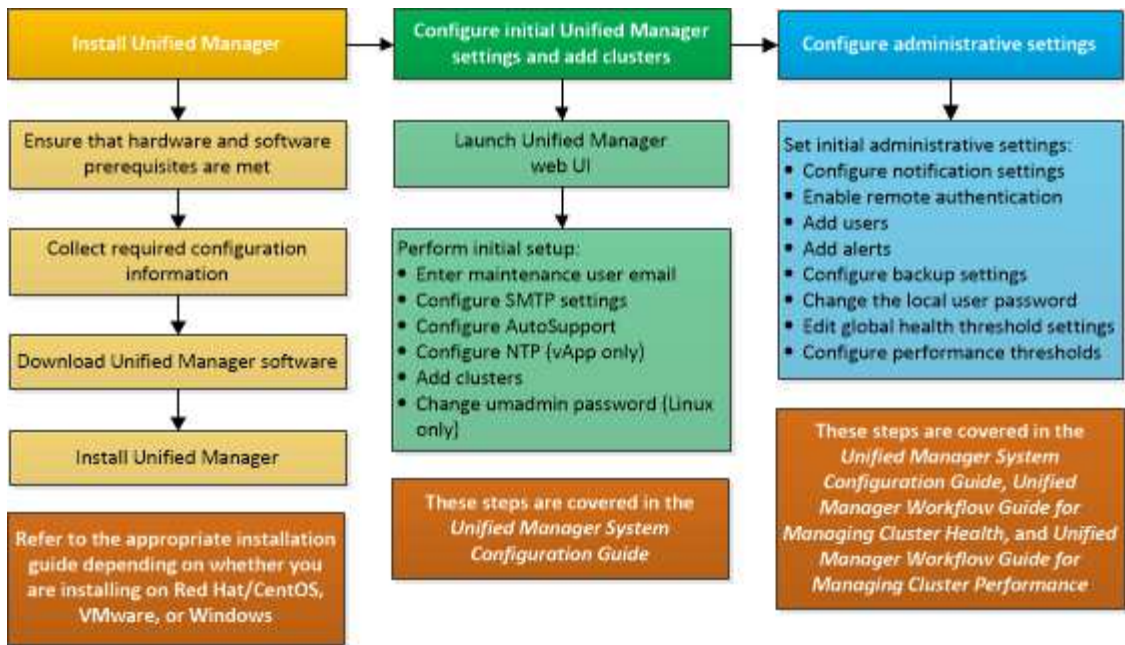 Install Unified Manager
Ensure that hardware and software
prerequisites are met
Collect required configuration
information
Download Unified Manager software
Install Unified Manager
Refer to the appropriate installation
guide depending on whether you
are installing on Red Hat/CentOS,
VMware, or Windows
Configure initial Unified Manager
settings and add clusters
Launch Unified Manager
web UI
Perform initial setup:
• Enter maintenance user email
• Configure SMTP settings
• Configure AutoSupport
• Configure NTP (vApp only)
• Add clusters
• Change umadmin password (Linux
only)
These steps are covered in the
Unified Manager System
Configuration Guide
Configure administrative settings
Set initial administrative settings:
• Configure notification settings
• Enable remote authentication
• Add users
• Add alerts
• Configure backup settings
• Change the local user password
• Edit global health threshold settings
• Configure performance thresholds
These steps are covered in the
Unified Manager System
Configuration Guide, Unified
Manager Workflow Guide for
Managing Cluster Health, and Unified
Manager Workflow Guide for
Managing Cluster Performance